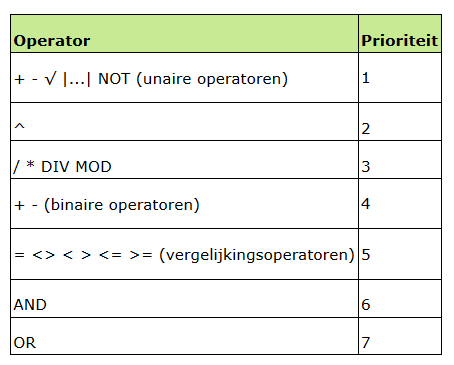 Operator Prioriteit
+ - √ |...| NOT (unaire operatoren) 1
^ 2
/ * DIV MOD 3
+ - (binaire operatoren) 4
= <> < > <= >= (vergelijkingsoperatoren) 5
AND 6
OR 7